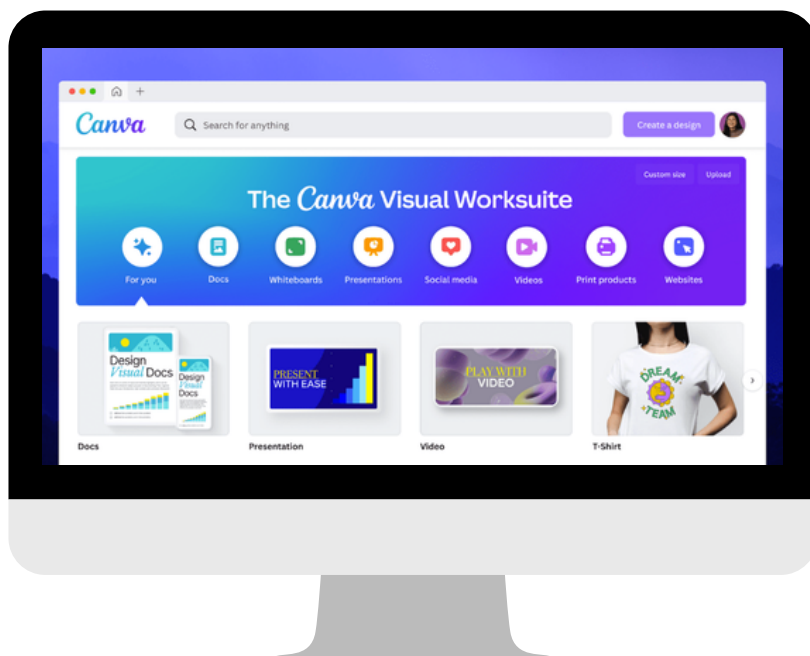 Canva
Search for anything
Create a design
Custom size Upload
The Canva Visual Worksuite
For you Docs Whiteboards Presentations Social media Videos Print products Websites
Design
Visual Docs
Design
Visual
Docs
PRESENT
WITH EASE
PLAY WITH
VIDEO
DREAM
TEAM
Docs Presentation Video T-Shirt